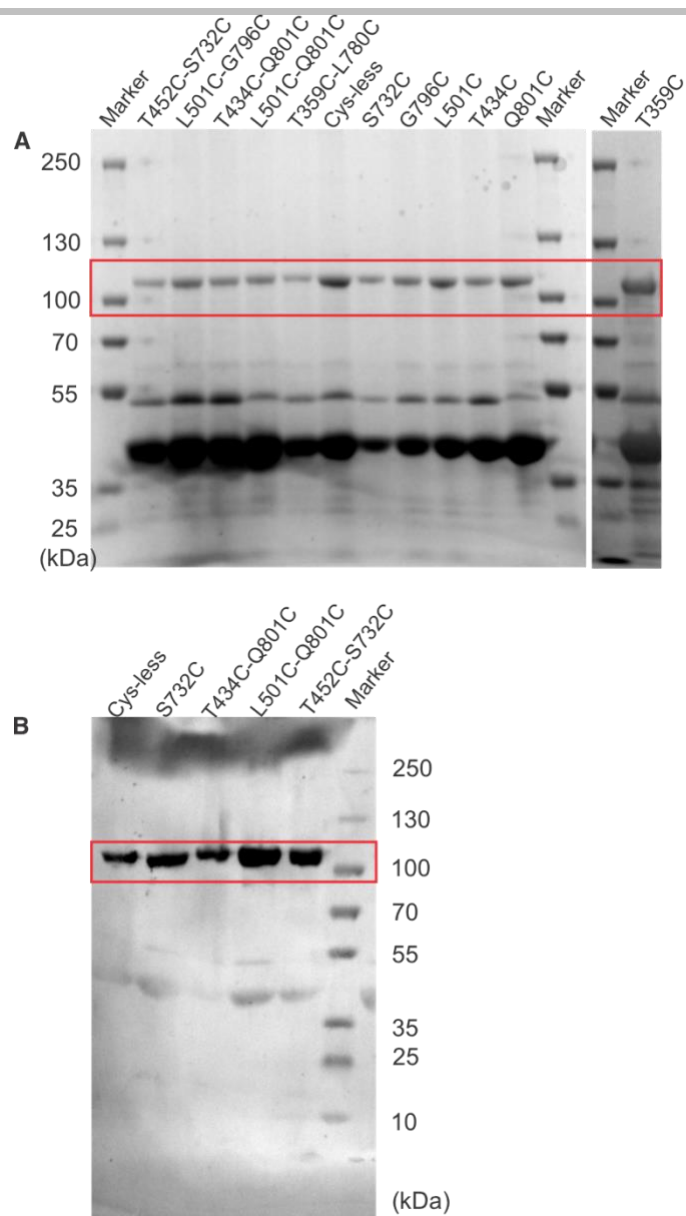 Marker T452C-S732C L501C-G796C T434C-Q801C L501C-Q801C T359C-L780C Cys-less S732C G796C L501C T434C Q801C Marker Marker T359C
A
250
130
100
70
55
35
25
(kDa)
Cys-less S732C T434C-Q801C L501C-Q801C T452C-S732C Marker
B
250
130
100
70
55
35
25
10
(kDa)